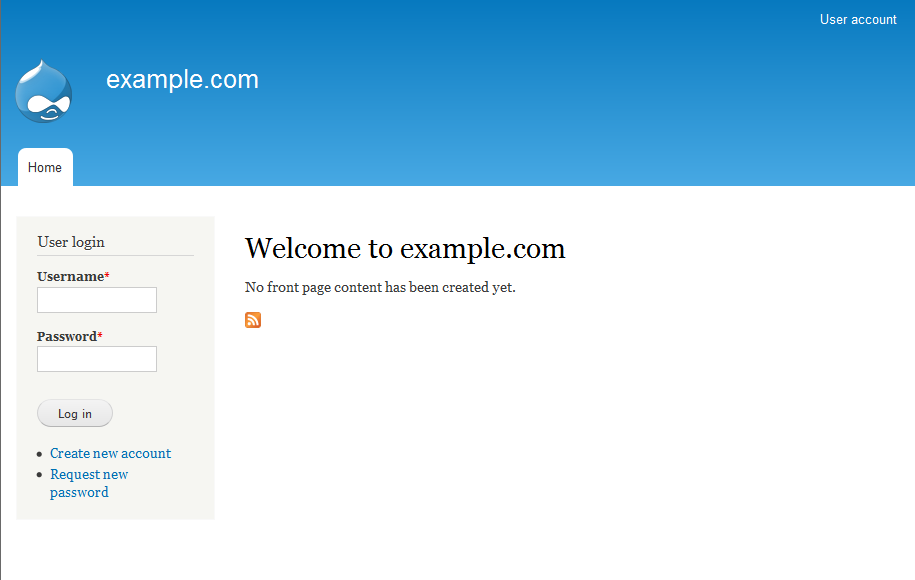 User account
example.com
Home
User login
Username*
Password*
Log in
Create new account
Request new
password
Welcome to example.com
No front page content has been created yet.